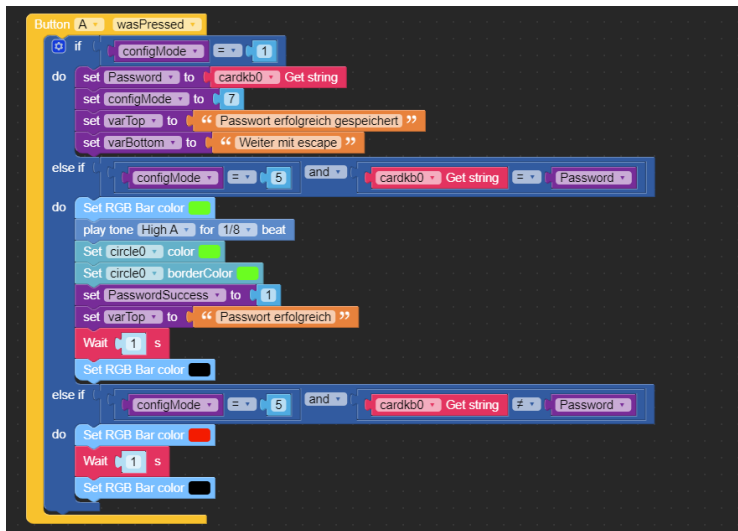 Button A wasPressed
if configMode = 1
do set Password to cardkb0 Get string
set configMode to 7
set varTop to “ Passwort erfolgreich gespeichert ”
set varBottom to “ Weiter mit escape ”
else if configMode = 5 and cardkb0 Get string = Password
do Set RGB Bar color
play tone High A for 1/8 beat
Set circle0 color
Set circle0 borderColor
set PasswordSuccess to 1
set varTop to “ Passwort erfolgreich ”
Wait 1 s
Set RGB Bar color
else if configMode = 5 and cardkb0 Get string ≠ Password
do Set RGB Bar color
Wait 1 s
Set RGB Bar color